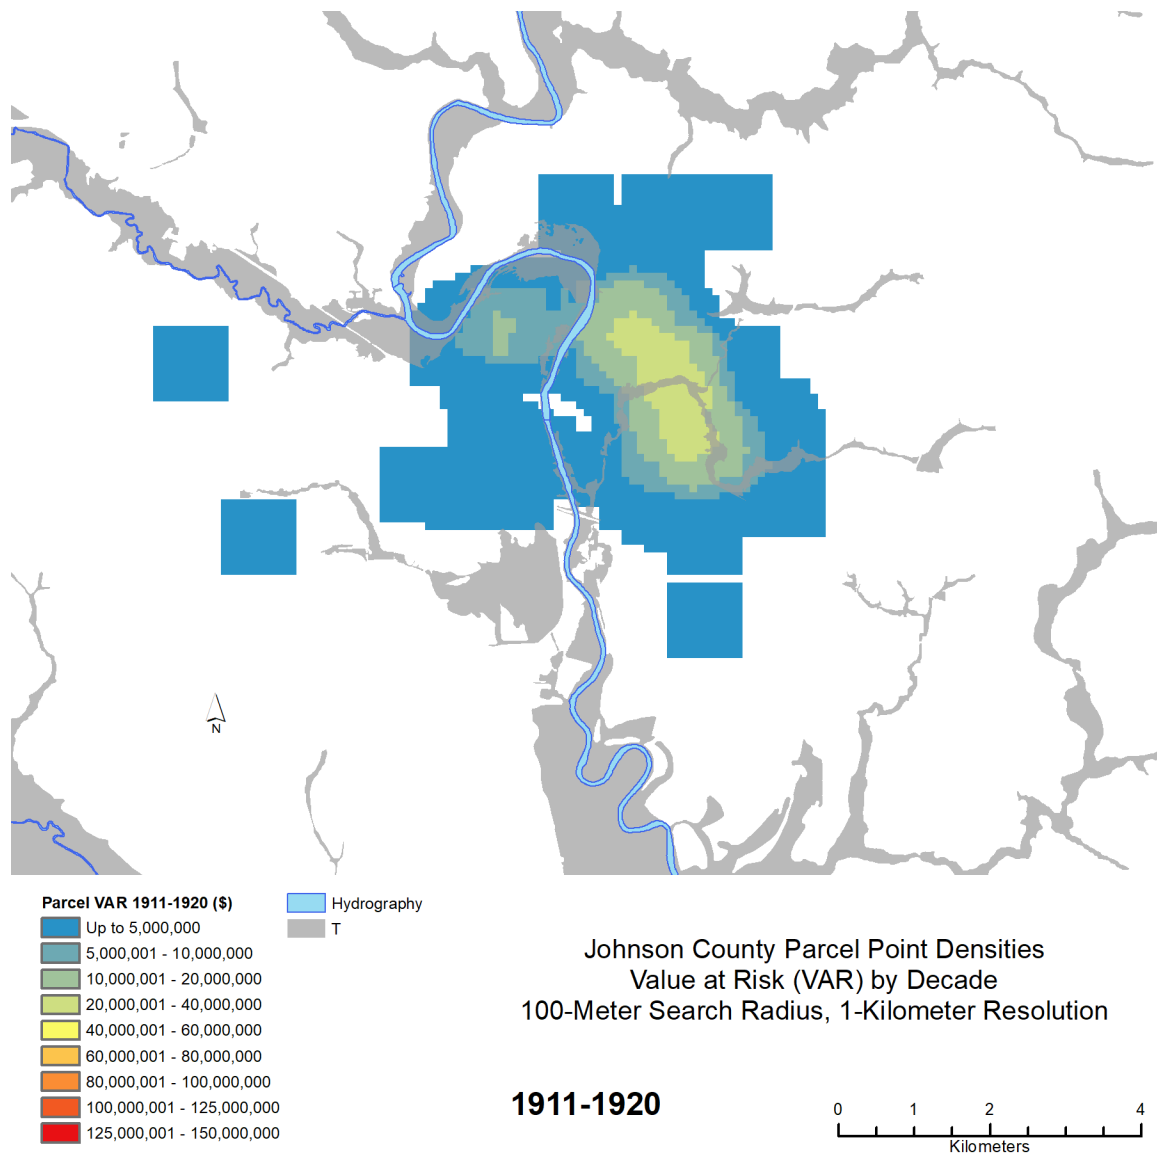 N
Parcel VAR 1911-1920 ($)
Up to 5,000,000
5,000,001 - 10,000,000
10,000,001 - 20,000,000
20,000,001 - 40,000,000
40,000,001 - 60,000,000
60,000,001 - 80,000,000
80,000,001 - 100,000,000
100,000,001 - 125,000,000
125,000,001 - 150,000,000
Hydrography
T
Johnson County Parcel Point Densities
Value at Risk (VAR) by Decade
100-Meter Search Radius, 1-Kilometer Resolution
1911-1920
0 1 2 4
Kilometers